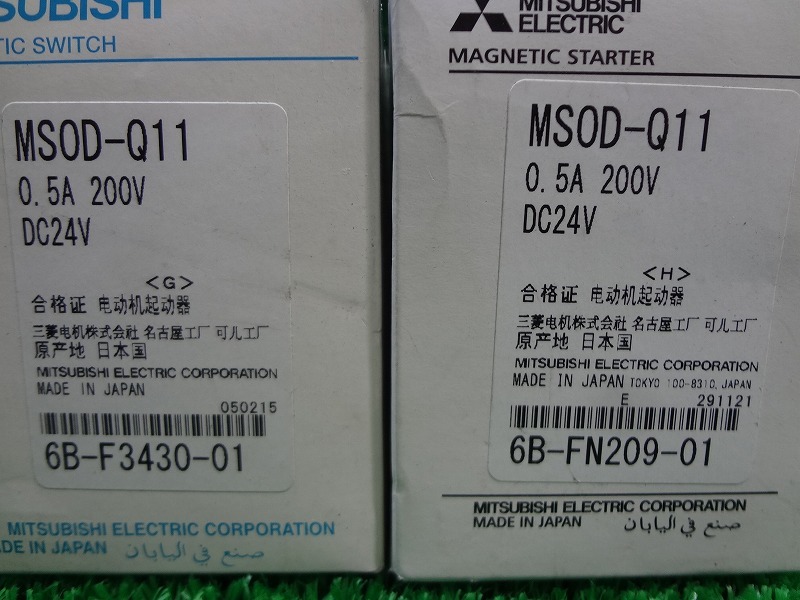 SUBISHI
TIC SWITCH
MSOD-Q11
0.5A 200V
DC24V
<G>
合格证 电动机起动器
三菱电机株式会社 名古屋工厂 可儿工厂
原产地 日本国
MITSUBISHI ELECTRIC CORPORATION
MADE IN JAPAN
050215
6B-F3430-01
MITSUBISHI ELECTRIC CORPORATION
DE IN JAPAN صنع في اليابان
MITSUBISHI
ELECTRIC
MAGNETIC STARTER
MSOD-Q11
0.5A 200V
DC24V
<H>
合格证 电动机起动器
三菱电机株式会社 名古屋工厂 可儿工厂
原产地 日本国
MITSUBISHI ELECTRIC CORPORATION
MADE IN JAPAN TOKYO 100-8310, JAPAN
E 291121
6B-FN209-01
MITSUBISHI ELECTRIC CORPORATION
MADE IN JAPAN صنع في اليابان